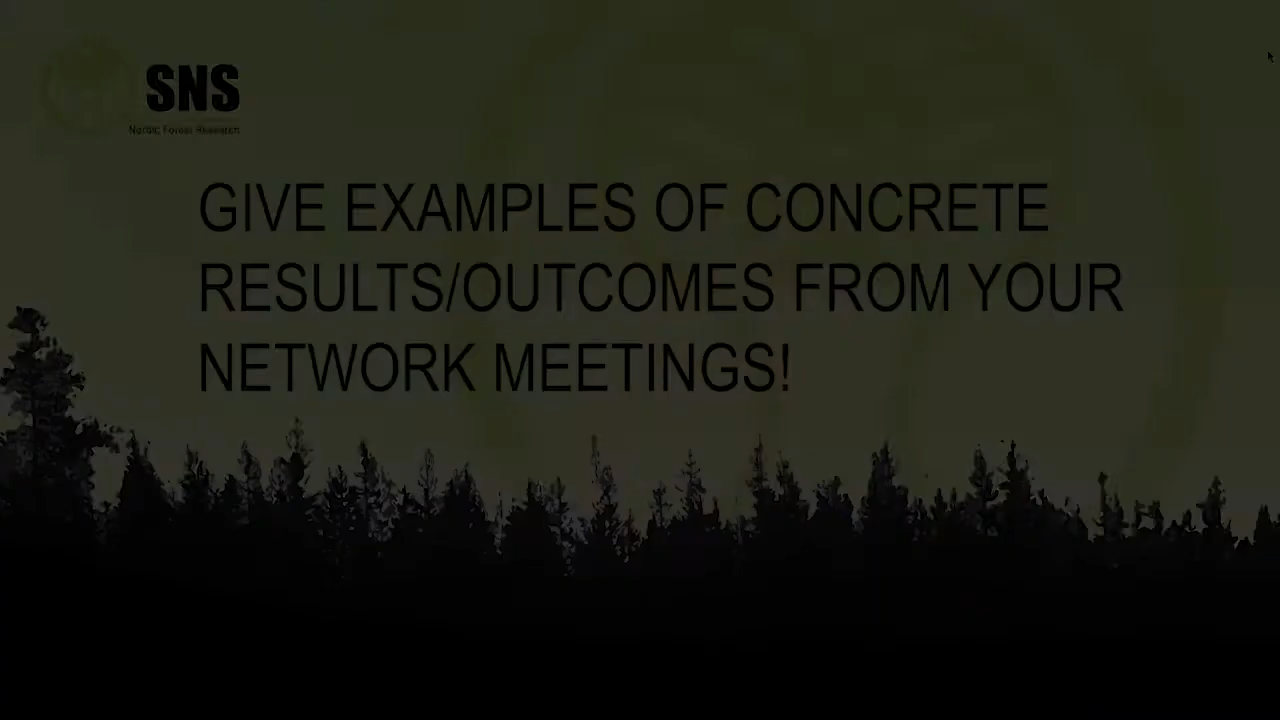 SNS
Nordic Forest Research
GIVE EXAMPLES OF CONCRETE
RESULTS/OUTCOMES FROM YOUR
NETWORK MEETINGS!